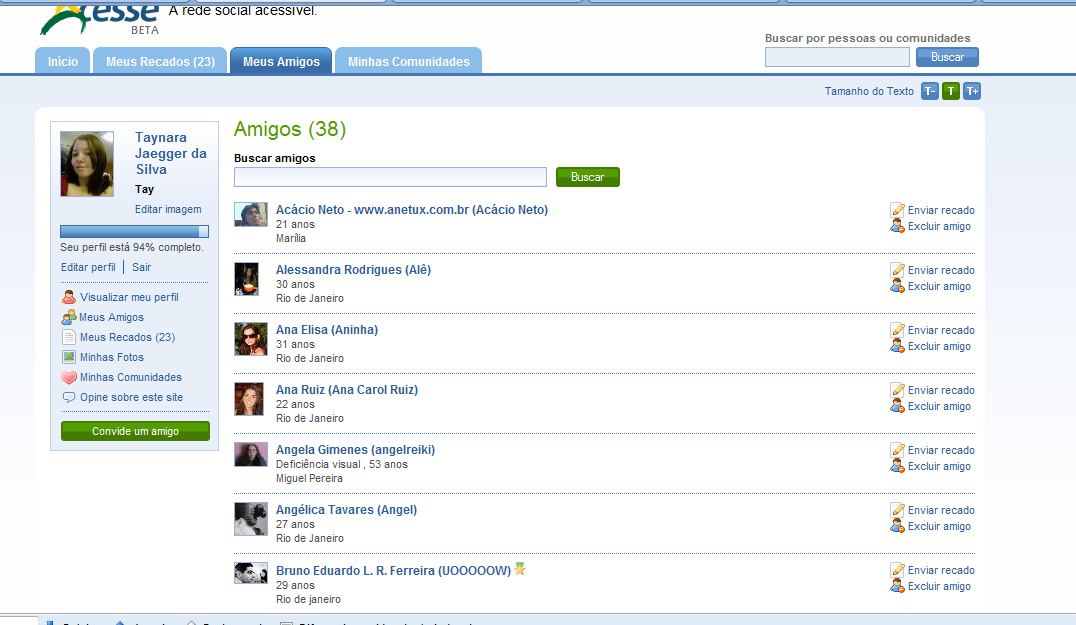 cesse
BETA
A rede social acessível.
Buscar por pessoas ou comunidades
Buscar
Inicio
Meus Recados (23)
Meus Amigos
Minhas Comunidades
Tamanho do Texto T- T T+
Taynara
Jaegger da
Silva
Tay
Editar imagem
Seu perfil está 94% completo.
Editar perfil | Sair
Visualizar meu perfil
Meus Amigos
Meus Recados (23)
Minhas Fotos
Minhas Comunidades
Opine sobre este site
Convide um amigo
Amigos (38)
Buscar amigos
Buscar
Acácio Neto - www.anetux.com.br (Acácio Neto)
21 anos
Marília
Enviar recado
Excluir amigo
Alessandra Rodrigues (Alê)
30 anos
Rio de Janeiro
Enviar recado
Excluir amigo
Ana Elisa (Aninha)
31 anos
Rio de Janeiro
Enviar recado
Excluir amigo
Ana Ruiz (Ana Carol Ruiz)
22 anos
Rio de Janeiro
Enviar recado
Excluir amigo
Angela Gimenes (angelreiki)
Deficiência visual , 53 anos
Miguel Pereira
Enviar recado
Excluir amigo
Angélica Tavares (Angel)
27 anos
Rio de Janeiro
Enviar recado
Excluir amigo
Bruno Eduardo L. R. Ferreira (UOOOOOW)
29 anos
Rio de janeiro
Enviar recado
Excluir amigo